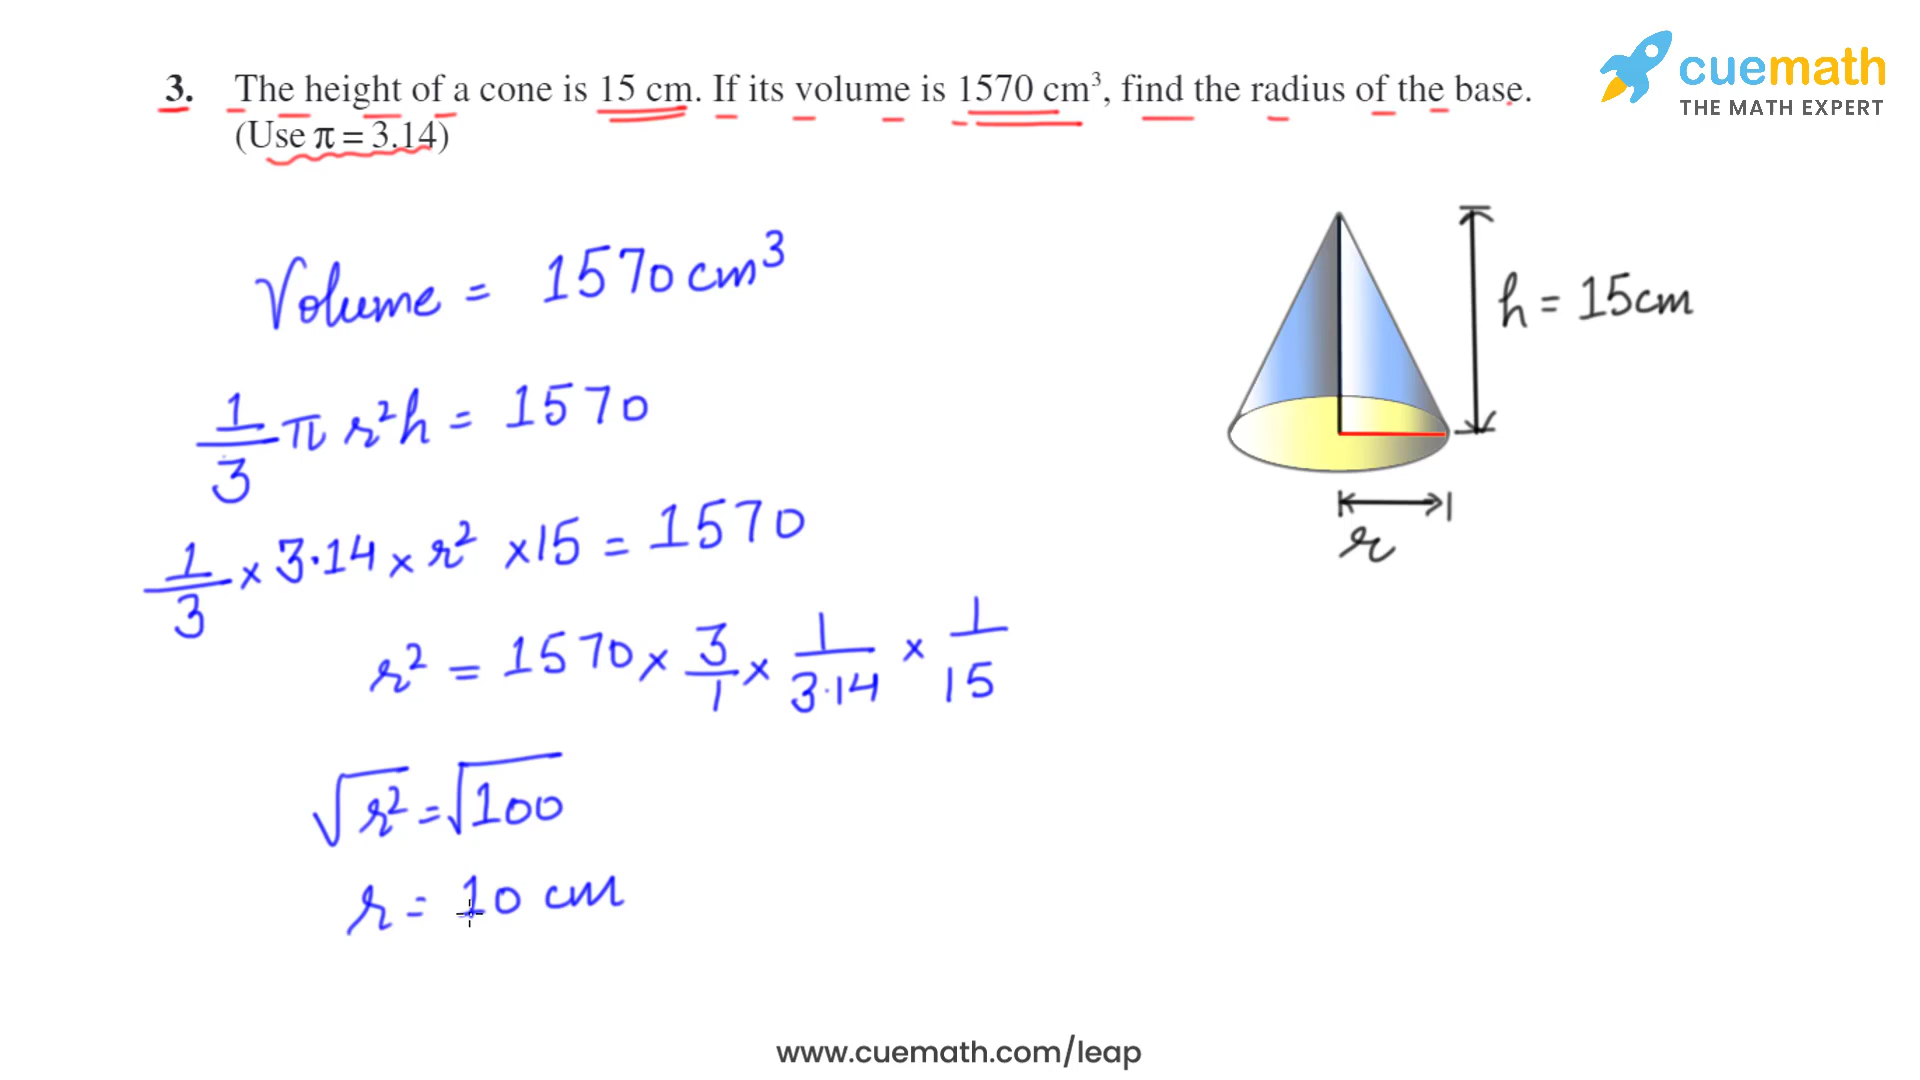 3. The height of a cone is 15 cm. If its volume is 1570 cm³, find the radius of the base.
(Use π = 3.14)
cuemath
THE MATH EXPERT
Volume = 1570 cm³
1/3 π r²h = 1570
1/3 × 3.14 × r² × 15 = 1570
r² = 1570 × 3/1 × 1/3.14 × 1/15
√r² = √100
r = 10 cm
h = 15cm
r
www.cuemath.com/leap